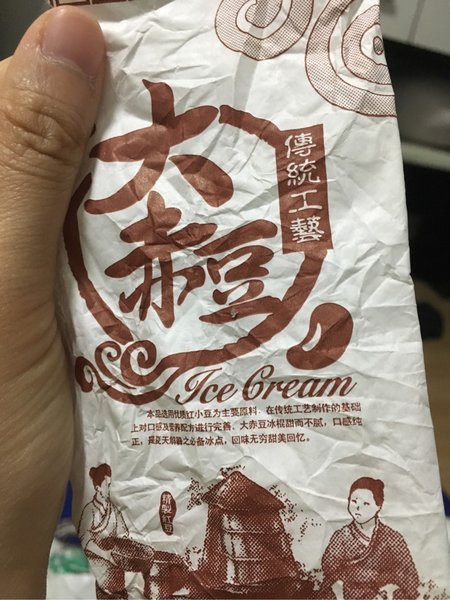 大赤豆
傳統工藝
Ice Cream
本品选用优质红小豆为主要原料，在传统工艺制作的基础
上对口感及营养配方进行完善，大赤豆冰棍甜而不腻，口感纯
正，是夏天解暑之必备冰点，回味无穷甜美回忆。